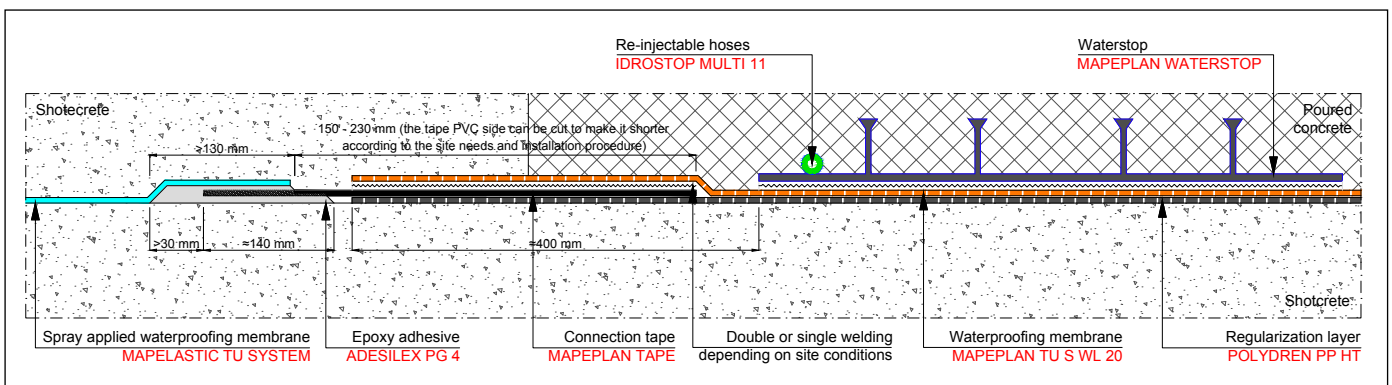 Re-injectable hoses
IDROSTOP MULTI 11
Waterstop
MAPEPLAN WATERSTOP
Shotecrete
Poured
concrete
150 - 230 mm (the tape PVC side can be cut to make it shorter
according to the site needs and installation procedure)
>130 mm
>30 mm
≈140 mm
≈400 mm
Shotcrete
Spray applied waterproofing membrane
MAPELASTIC TU SYSTEM
Epoxy adhesive
ADESILEX PG 4
Connection tape
MAPEPLAN TAPE
Double or single welding
depending on site conditions
Waterproofing membrane
MAPEPLAN TU S WL 20
Regularization layer
POLYDREN PP HT